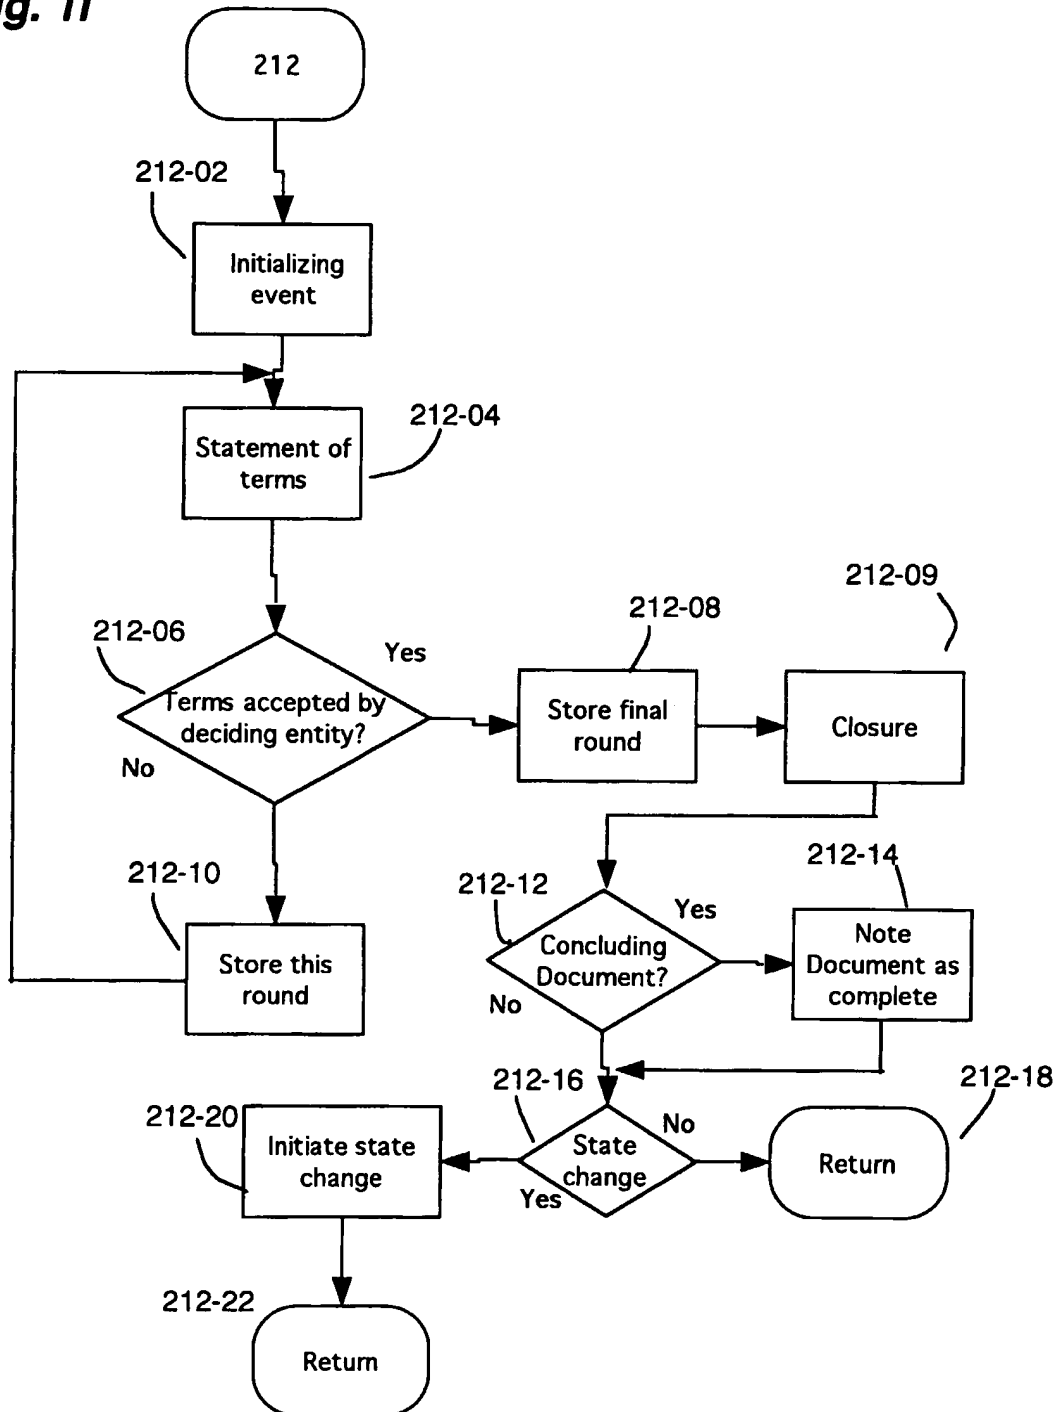 ig. 11
212
212-02
Initializing
event
212-04
Statement of
terms
212-09
212-08
212-06
Yes
Terms accepted by
deciding entity?
Store final
round
Closure
No
212-14
212-10
212-12
Yes
Note
Document as
complete
Concluding
Document?
Store this
round
No
212-16
212-18
212-20
No
Initiate state
change
State
change
Return
Yes
212-22
Return